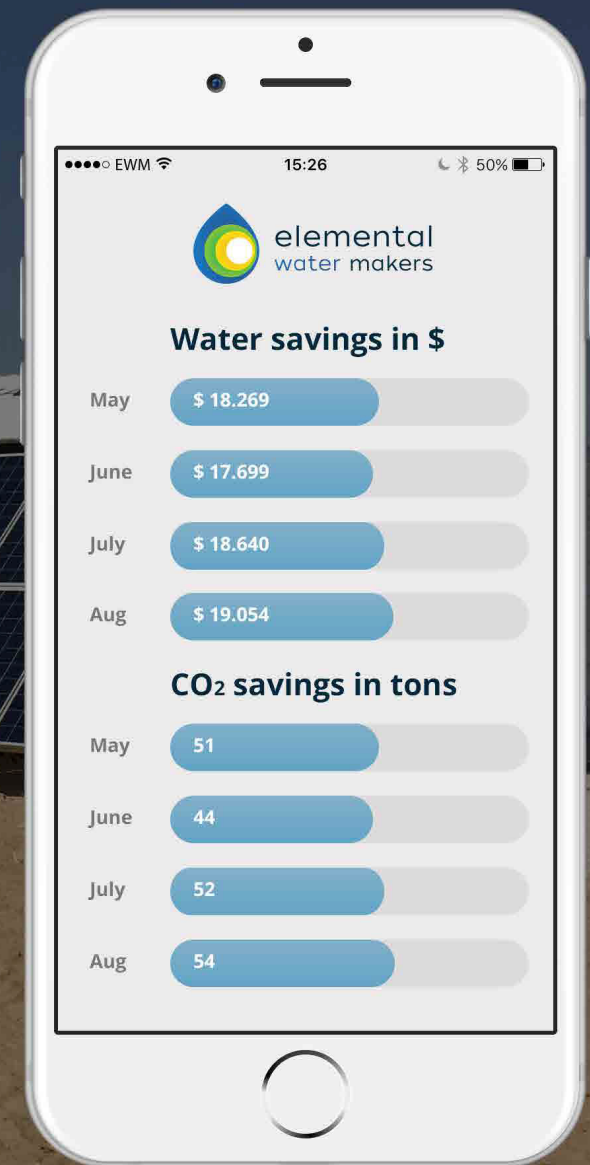 EWM 15:26 50%
elemental
water makers
Water savings in $
May $ 18.269
June $ 17.699
July $ 18.640
Aug $ 19.054
CO2 savings in tons
May 51
June 44
July 52
Aug 54